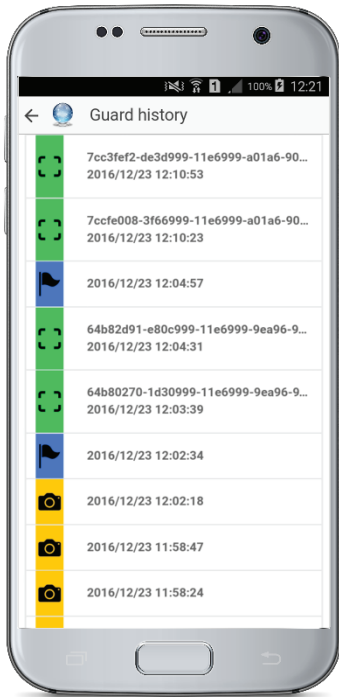 1
100%
12:21
Guard history
7cc3fef2-de3d999-11e6999-a01a6-90...
2016/12/23 12:10:53
7ccfe008-3f66999-11e6999-a01a6-90...
2016/12/23 12:10:23
2016/12/23 12:04:57
64b82d91-e80c999-11e6999-9ea96-9...
2016/12/23 12:04:31
64b80270-1d30999-11e6999-9ea96-9...
2016/12/23 12:03:39
2016/12/23 12:02:34
2016/12/23 12:02:18
2016/12/23 11:58:47
2016/12/23 11:58:24